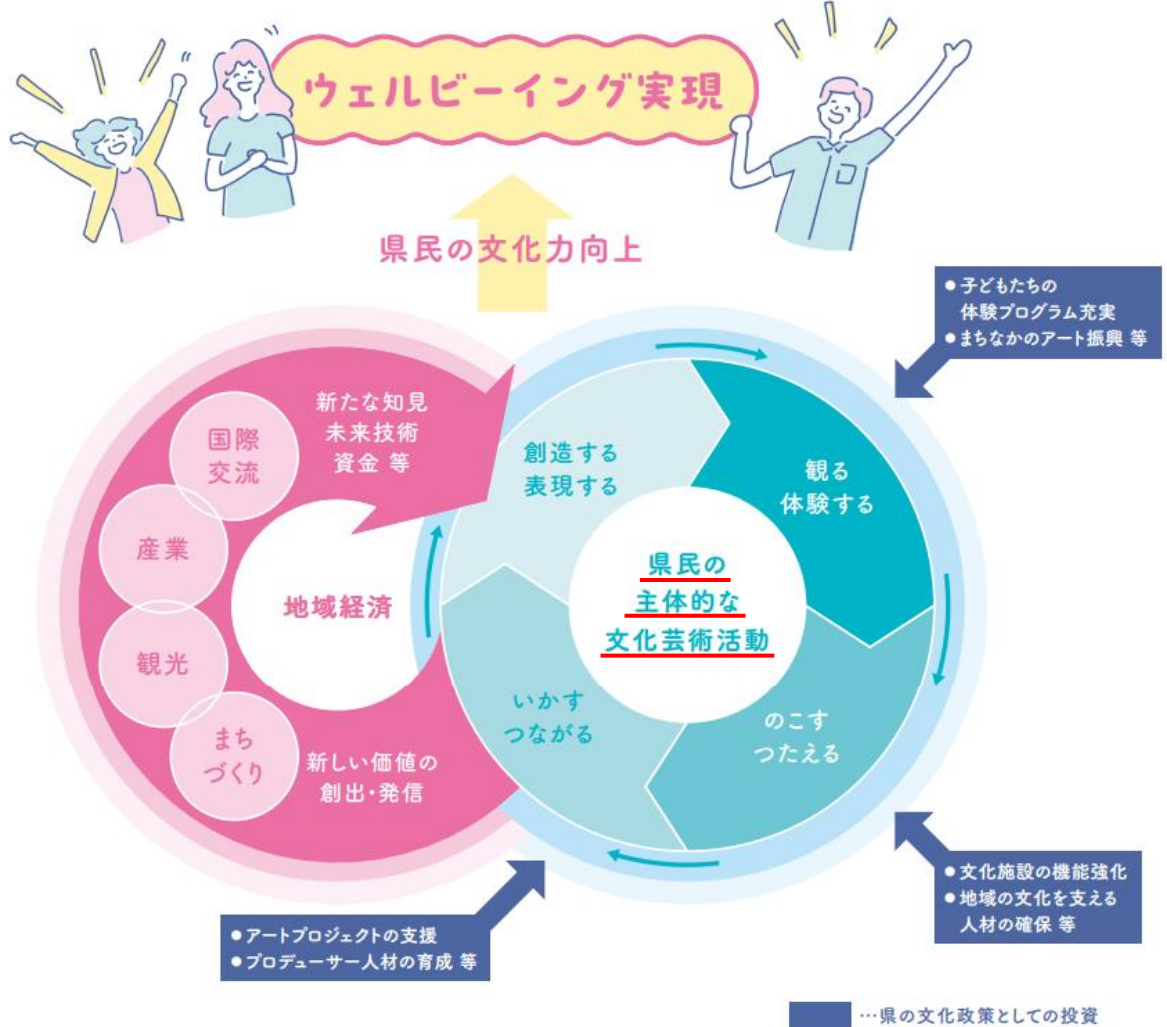 ウェルビーイング実現
県民の文化力向上
●子どもたちの
体験プログラム充実
●まちなかのアート振興 等
新たな知見
未来技術
資金 等
国際
交流
産業
観光
まち
づくり
地域経済
新しい価値の
創出・発信
創造する
表現する
観る
体験する
県民の
主体的な
文化芸術活動
いかす
つながる
のこす
つたえる
●文化施設の機能強化
●地域の文化を支える
人材の確保 等
●アートプロジェクトの支援
●プロデューサー人材の育成 等
…県の文化政策としての投資